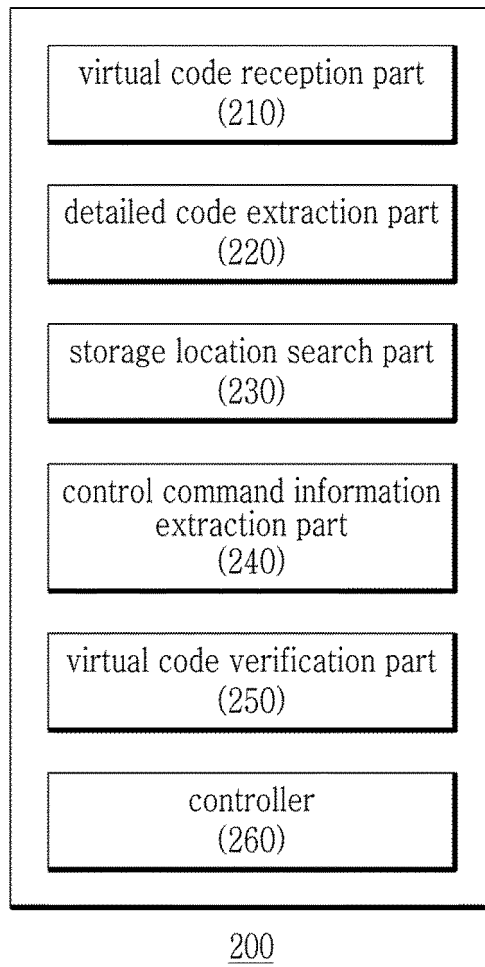 virtual code reception part
(210)
detailed code extraction part
(220)
storage location search part
(230)
control command information
extraction part
(240)
virtual code verification part
(250)
controller
(260)
200